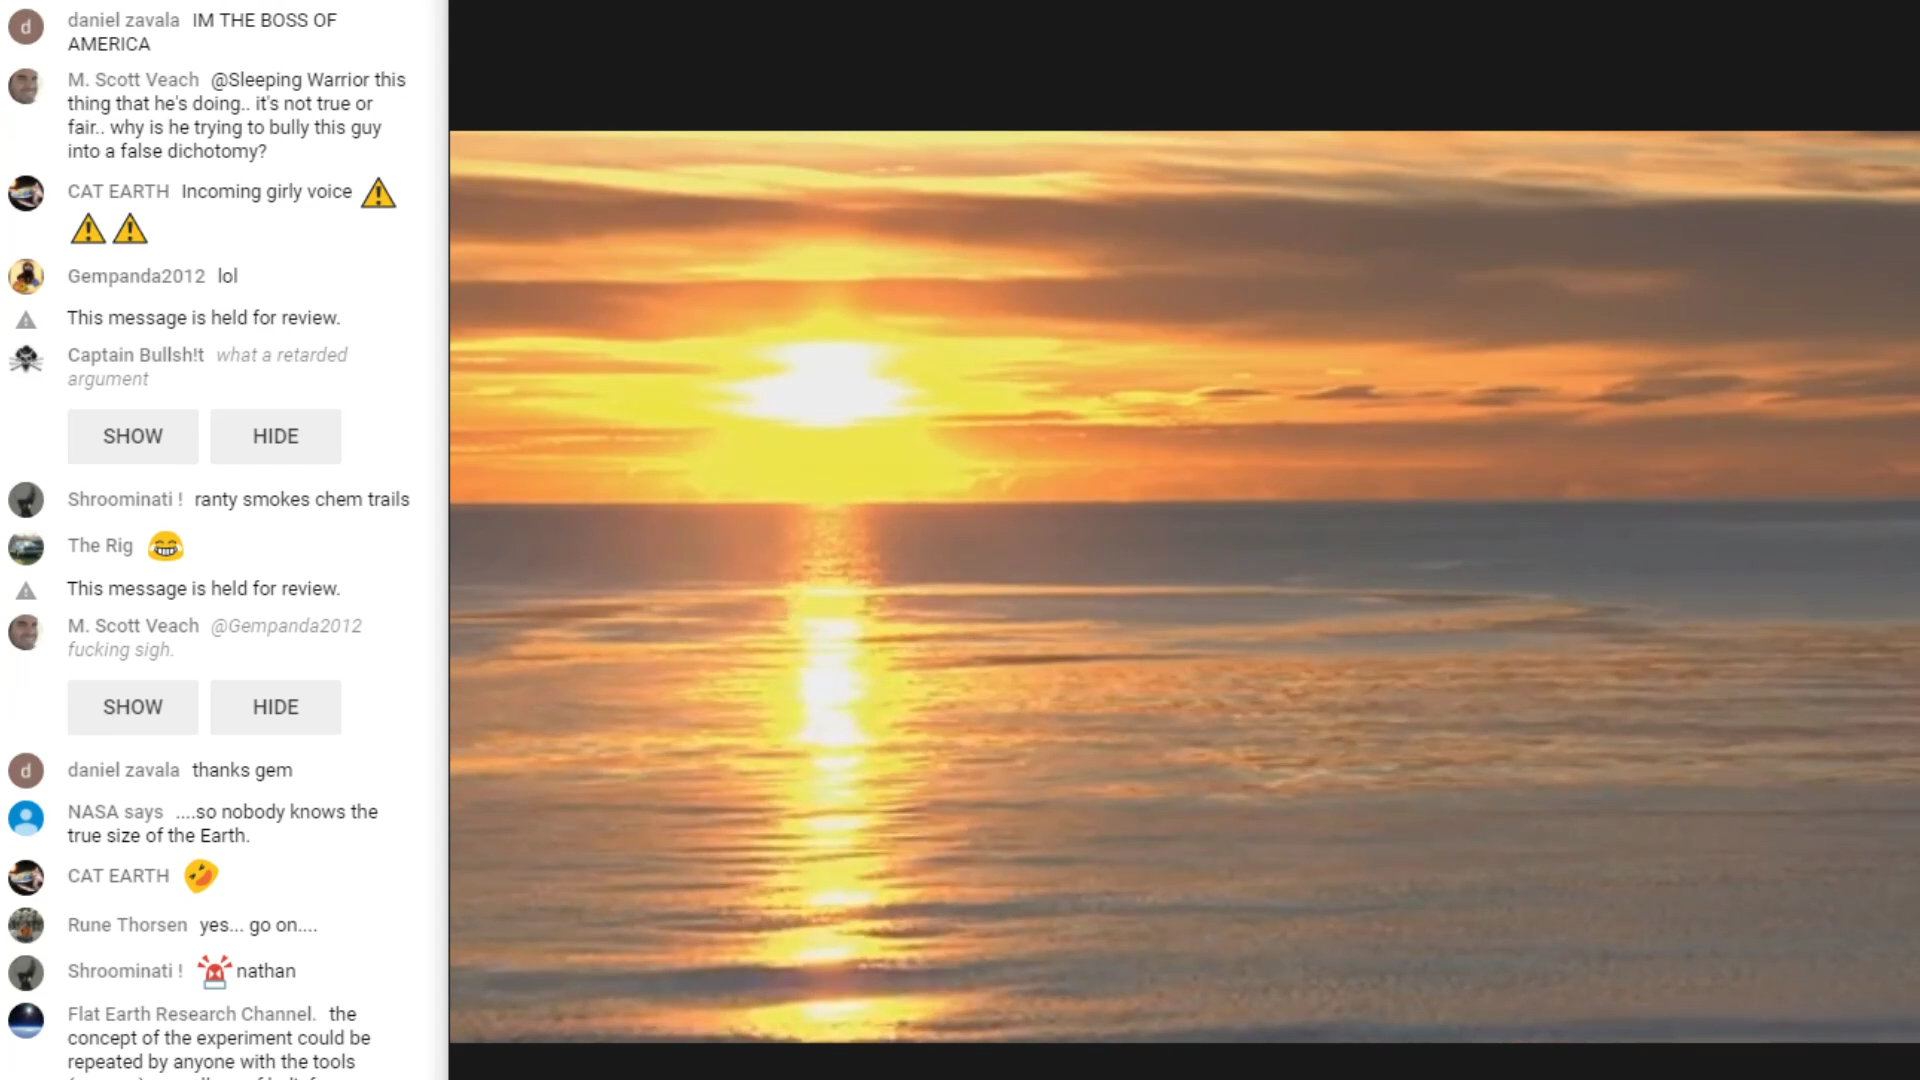 daniel zavala IM THE BOSS OF
AMERICA
M. Scott Veach @Sleeping Warrior this
thing that he's doing.. it's not true or
fair.. why is he trying to bully this guy
into a false dichotomy?
CAT EARTH Incoming girly voice ⚠
⚠⚠
Gempanda2012 lol
This message is held for review.
Captain Bullsh!t what a retarded
argument
SHOW HIDE
Shroominati ! ranty smokes chem trails
The Rig 😂
This message is held for review.
M. Scott Veach @Gempanda2012
fucking sigh.
SHOW HIDE
d daniel zavala thanks gem
NASA says ....so nobody knows the
true size of the Earth.
CAT EARTH 🤣
Rune Thorsen yes... go on....
Shroominati ! 🚨nathan
Flat Earth Research Channel. the
concept of the experiment could be
repeated by anyone with the tools